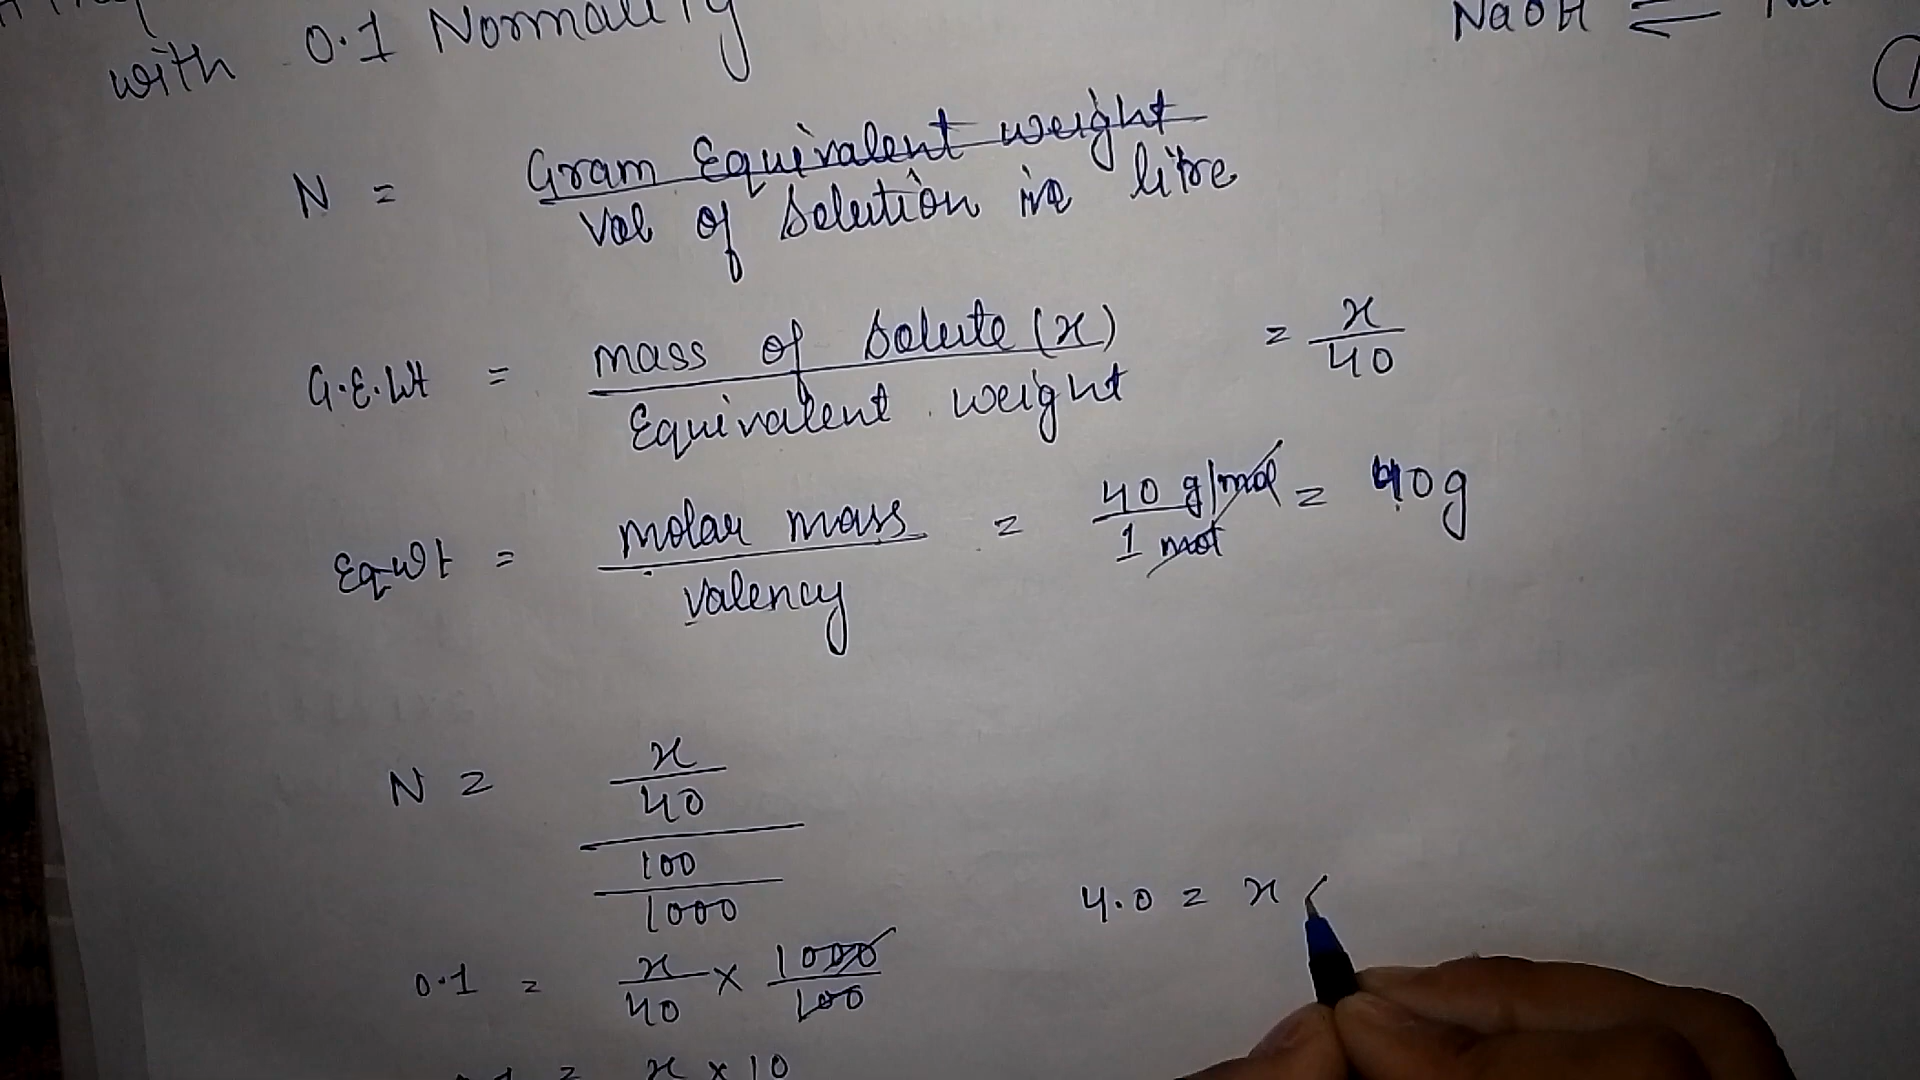 with 0.1 Normality
NaOH ⇌
N = Gram Equivalent weight
Vol of Solution in litre
G.E.Wt = mass of Solute (x) = x
Equivalent weight 40
Eq wt = molar mass = 40 g/mol = 40g
valency 1 mol
N = x
40
100
1000
4.0 = x
0.1 = x × 1000
40 100
= x × 10